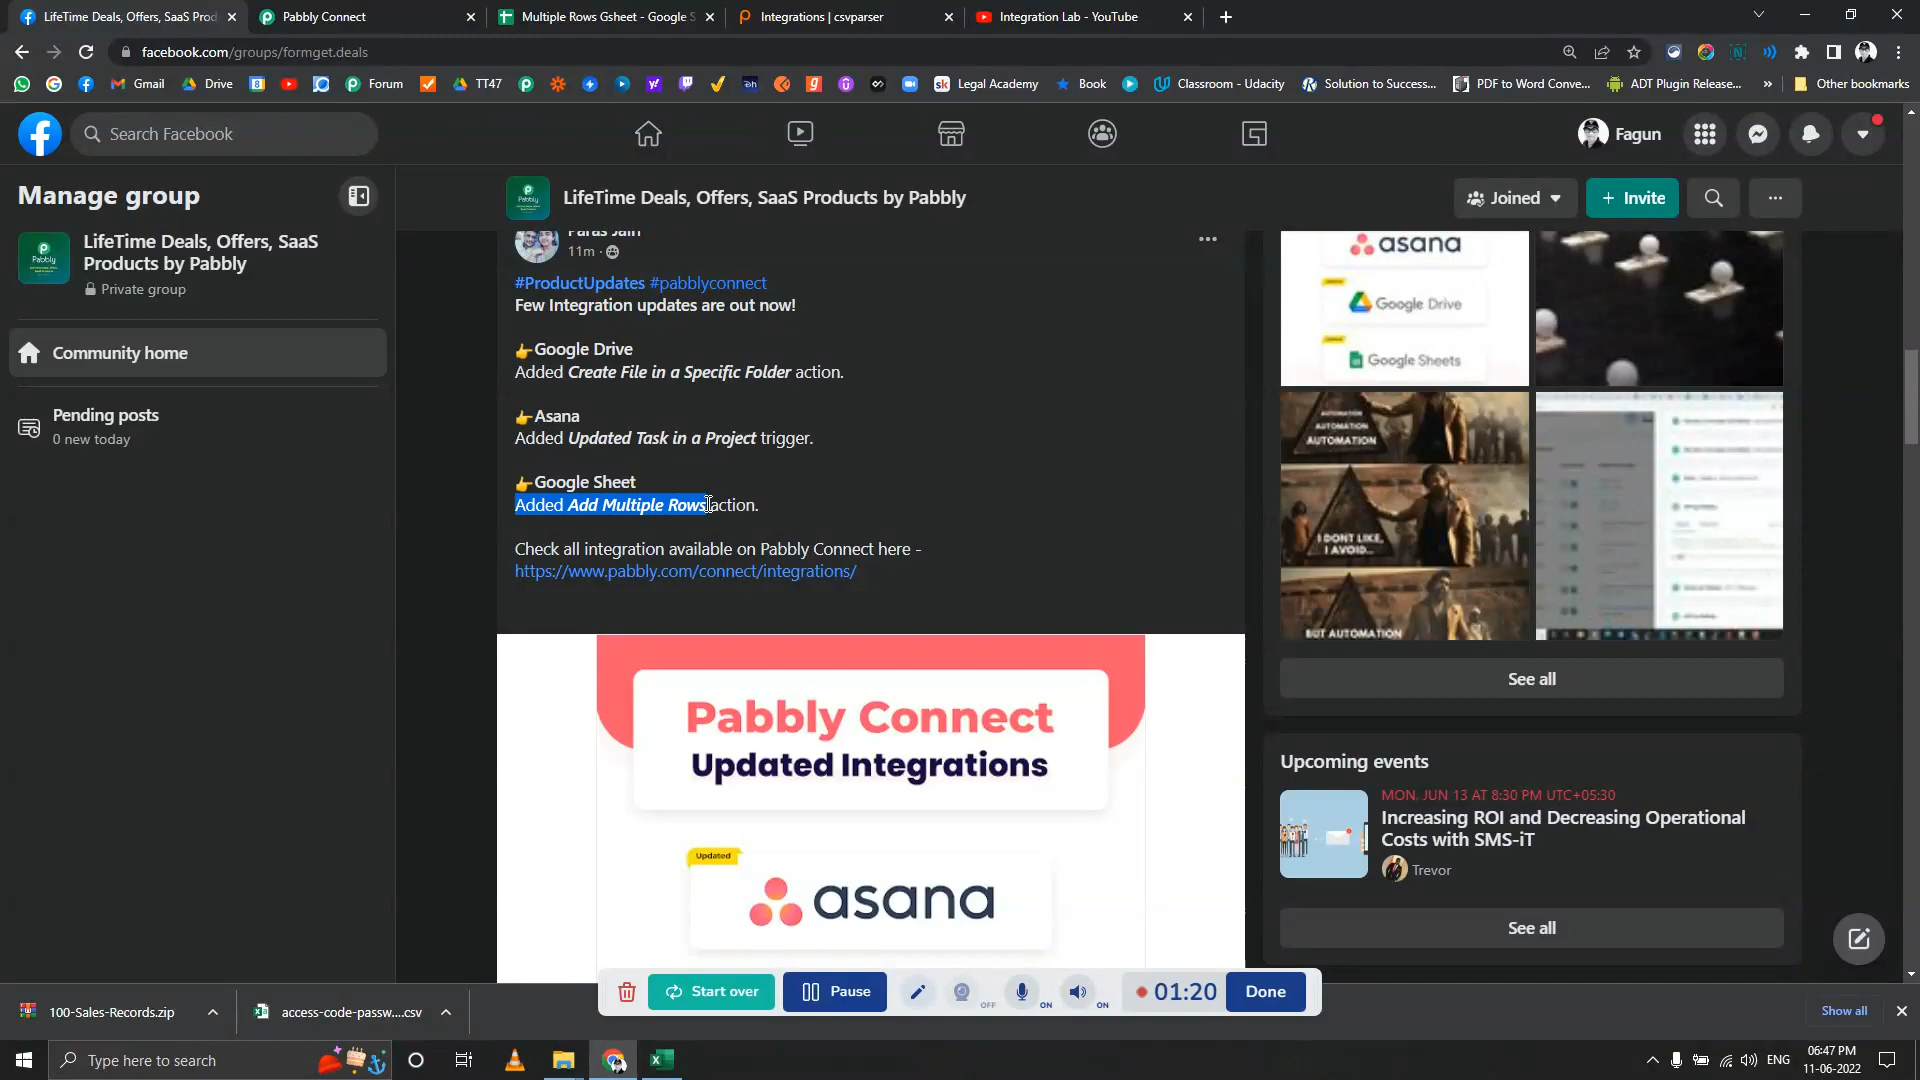 LifeTime Deals, Offers, SaaS Prod
Pabbly Connect
Multiple Rows Gsheet - Google S
Integrations | csvparser
Integration Lab - YouTube
facebook.com/groups/formget.deals
Gmail
Drive
Forum
TT47
Legal Academy
Book
Classroom - Udacity
Solution to Success...
PDF to Word Conve...
ADT Plugin Release...
Other bookmarks
Search Facebook
Fagun
Manage group
LifeTime Deals, Offers, SaaS
Products by Pabbly
Private group
Community home
Pending posts
0 new today
LifeTime Deals, Offers, SaaS Products by Pabbly
Joined
+ Invite
Paras Jain
11m
#ProductUpdates #pabblyconnect
Few Integration updates are out now!
👉Google Drive
Added Create File in a Specific Folder action.
👉Asana
Added Updated Task in a Project trigger.
👉Google Sheet
Added Add Multiple Rows action.
Check all integration available on Pabbly Connect here -
https://www.pabbly.com/connect/integrations/
Pabbly Connect
Updated Integrations
Updated
asana
asana
Google Drive
Google Sheets
AUTOMATION
AUTOMATION
AUTOMATION
I DONT LIKE,
I AVOID...
BUT AUTOMATION
See all
Upcoming events
MON, JUN 13 AT 8:30 PM UTC+05:30
Increasing ROI and Decreasing Operational
Costs with SMS-iT
Trevor
See all
Start over
Pause
OFF
ON
ON
01:20
Done
100-Sales-Records.zip
access-code-passw....csv
Show all
Type here to search
ENG
06:47 PM
11-06-2022